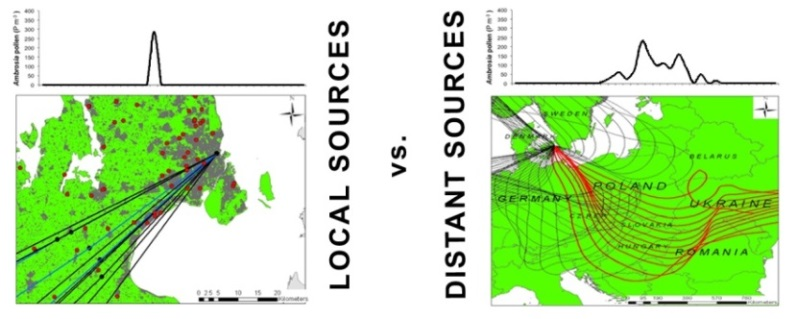 400
350
300
250
200
150
100
50
0
Ambrosia pollen (P m⁻³)
LOCAL SOURCES
vs.
DISTANT SOURCES
400
350
300
250
200
150
100
50
0
Ambrosia pollen (P m⁻³)
SWEDEN
DENMARK
BELARUS
POLAND
GERMANY
UKRAINE
CZECH
SLOVAKIA
HUNGARY
ROMANIA
0 2.5 5 10 15 20
Kilometers
Kilometers